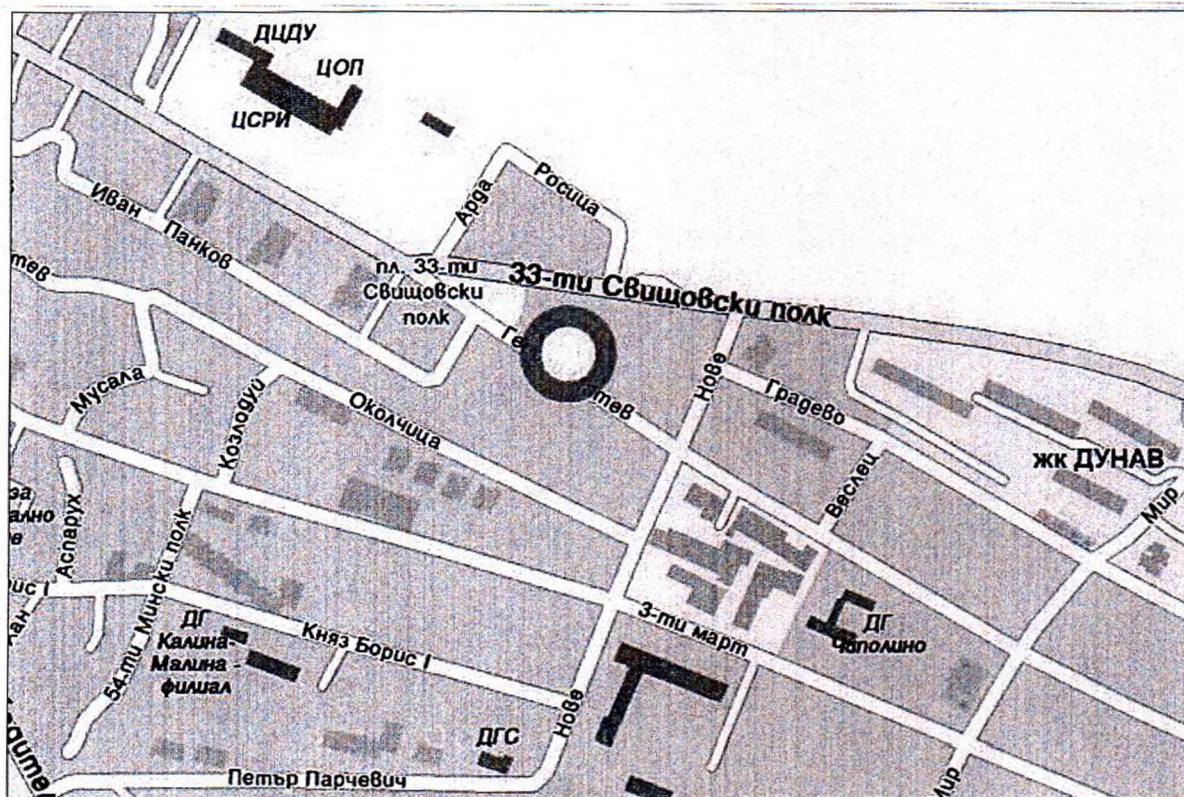 ДЦДУ
ЦОП
ЦСРИ
Росица
Арда
Иван
Панков
пл. 33-ти
Свищовски
полк
33-ти Свищовски полк
Нове
Градево
Мусала
Козлодуй
Околчица
жк ДУНАВ
Веслец
Мир
Аспарух
54-ти Мински полк
3-ти март
ДГ
Чиполино
ДГ
Калина-
Малина -
филиал
Княз Борис I
Хан
Нове
ДГС
Петър Парчевич
Мир